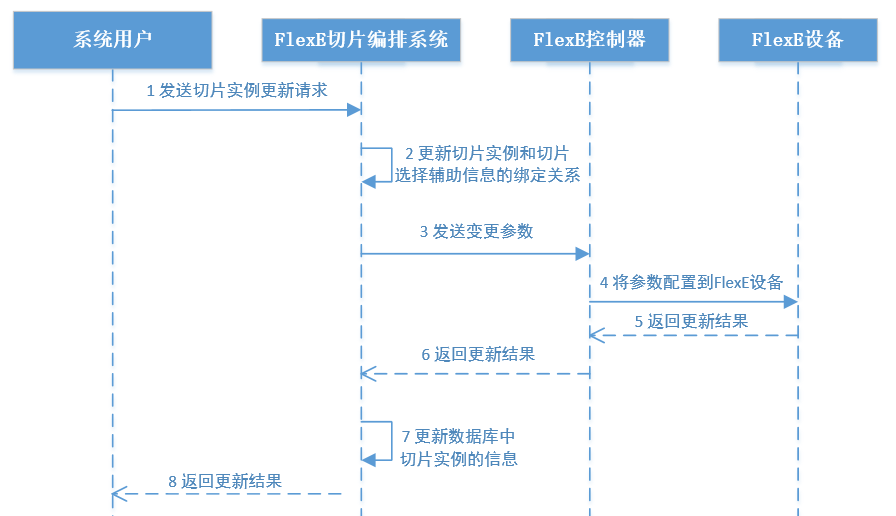 系统用户
FlexE切片编排系统
FlexE控制器
FlexE设备
1 发送切片实例更新请求
2 更新切片实例和切片
选择辅助信息的绑定关系
3 发送变更参数
4 将参数配置到FlexE设备
5 返回更新结果
6 返回更新结果
7 更新数据库中
切片实例的信息
8 返回更新结果